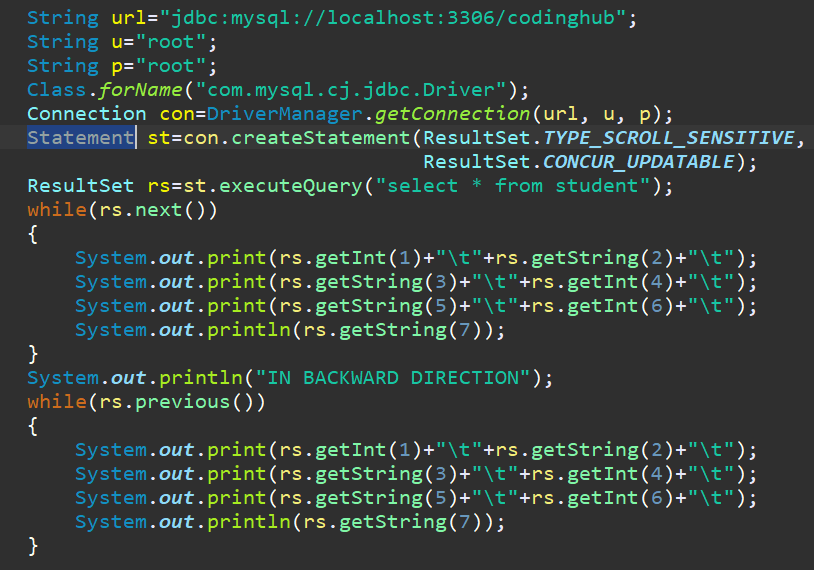 String url="jdbc:mysql://localhost:3306/codinghub";
String u="root";
String p="root";
Class.forName("com.mysql.cj.jdbc.Driver");
Connection con=DriverManager.getConnection(url, u, p);
Statement st=con.createStatement(ResultSet.TYPE_SCROLL_SENSITIVE,
ResultSet.CONCUR_UPDATABLE);
ResultSet rs=st.executeQuery("select * from student");
while(rs.next())
{
System.out.print(rs.getInt(1)+"\t"+rs.getString(2)+"\t");
System.out.print(rs.getString(3)+"\t"+rs.getInt(4)+"\t");
System.out.print(rs.getString(5)+"\t"+rs.getInt(6)+"\t");
System.out.println(rs.getString(7));
}
System.out.println("IN BACKWARD DIRECTION");
while(rs.previous())
{
System.out.print(rs.getInt(1)+"\t"+rs.getString(2)+"\t");
System.out.print(rs.getString(3)+"\t"+rs.getInt(4)+"\t");
System.out.print(rs.getString(5)+"\t"+rs.getInt(6)+"\t");
System.out.println(rs.getString(7));
}